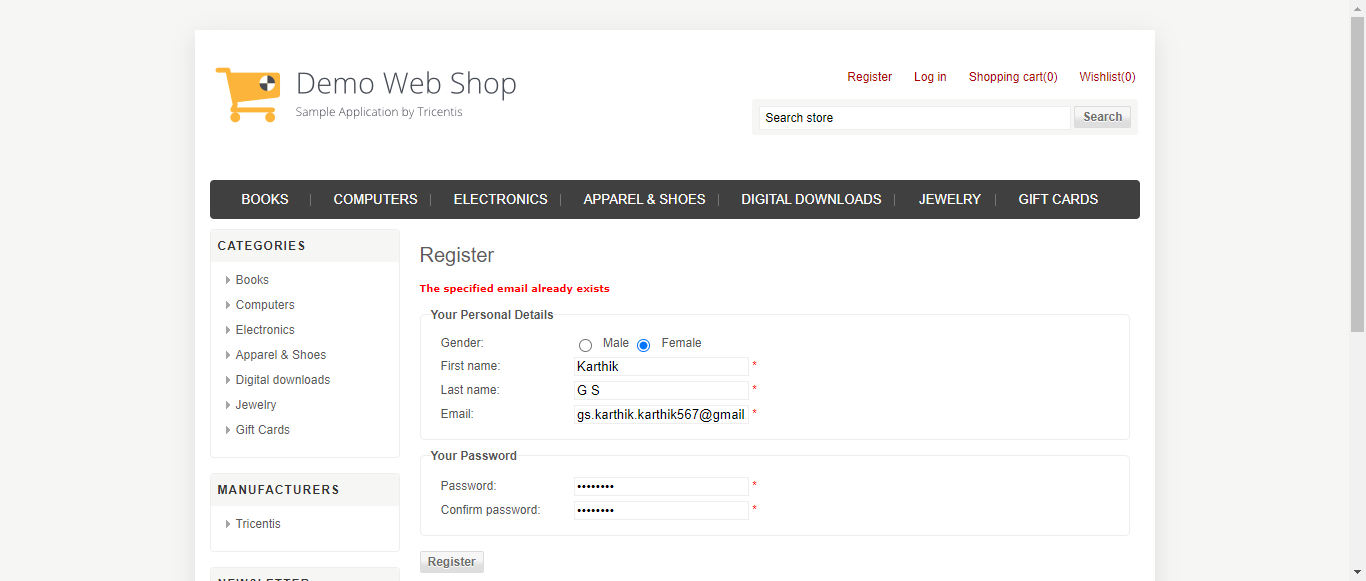 Demo Web Shop
Sample Application by Tricentis
Register Log in Shopping cart(0) Wishlist(0)
Search store Search
BOOKS COMPUTERS ELECTRONICS APPAREL & SHOES DIGITAL DOWNLOADS JEWELRY GIFT CARDS
CATEGORIES
Books
Computers
Electronics
Apparel & Shoes
Digital downloads
Jewelry
Gift Cards
MANUFACTURERS
Tricentis
NEWSLETTER
Register
The specified email already exists
Your Personal Details
Gender: Male Female
First name: Karthik *
Last name: G S *
Email: gs.karthik.karthik567@gmail *
Your Password
Password: •••••••• *
Confirm password: •••••••• *
Register